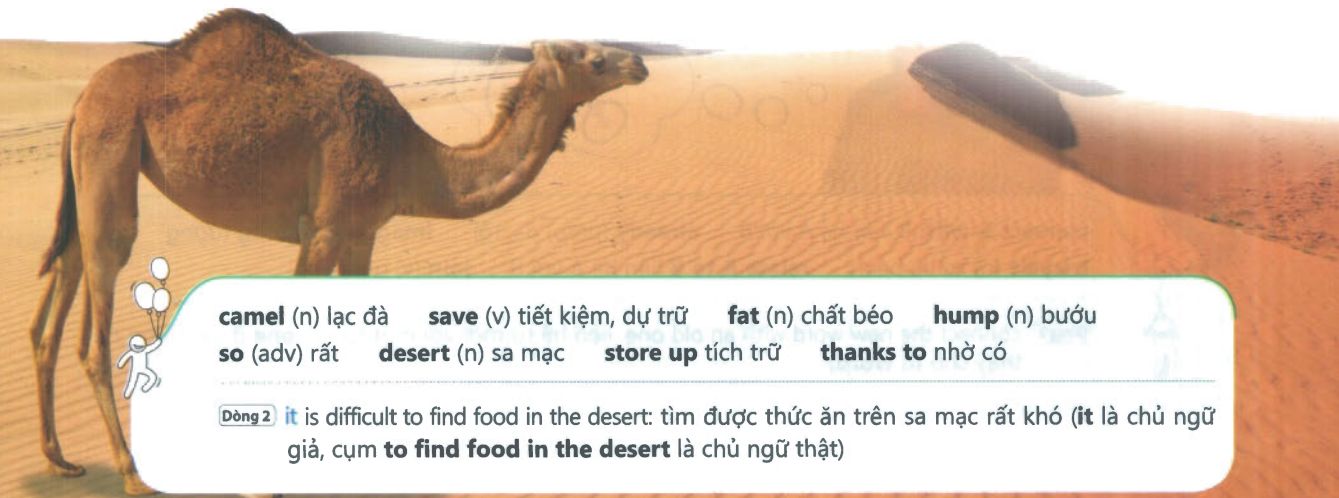 camel (n) lạc đà save (v) tiết kiệm, dự trữ fat (n) chất béo hump (n) bướu
so (adv) rất desert (n) sa mạc store up tích trữ thanks to nhờ có
Dòng 2 it is difficult to find food in the desert: tìm được thức ăn trên sa mạc rất khó (it là chủ ngữ
giả, cụm to find food in the desert là chủ ngữ thật)